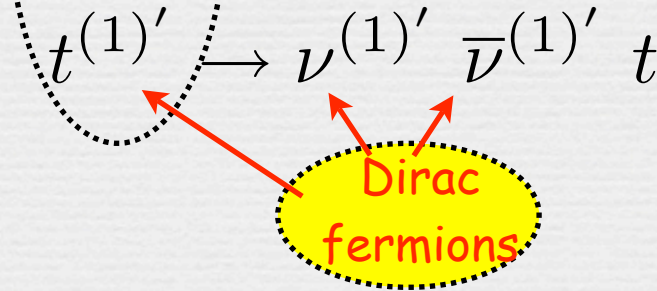 t^{(1)'} → ν^{(1)'} ν̅^{(1)'} t
Dirac
fermions